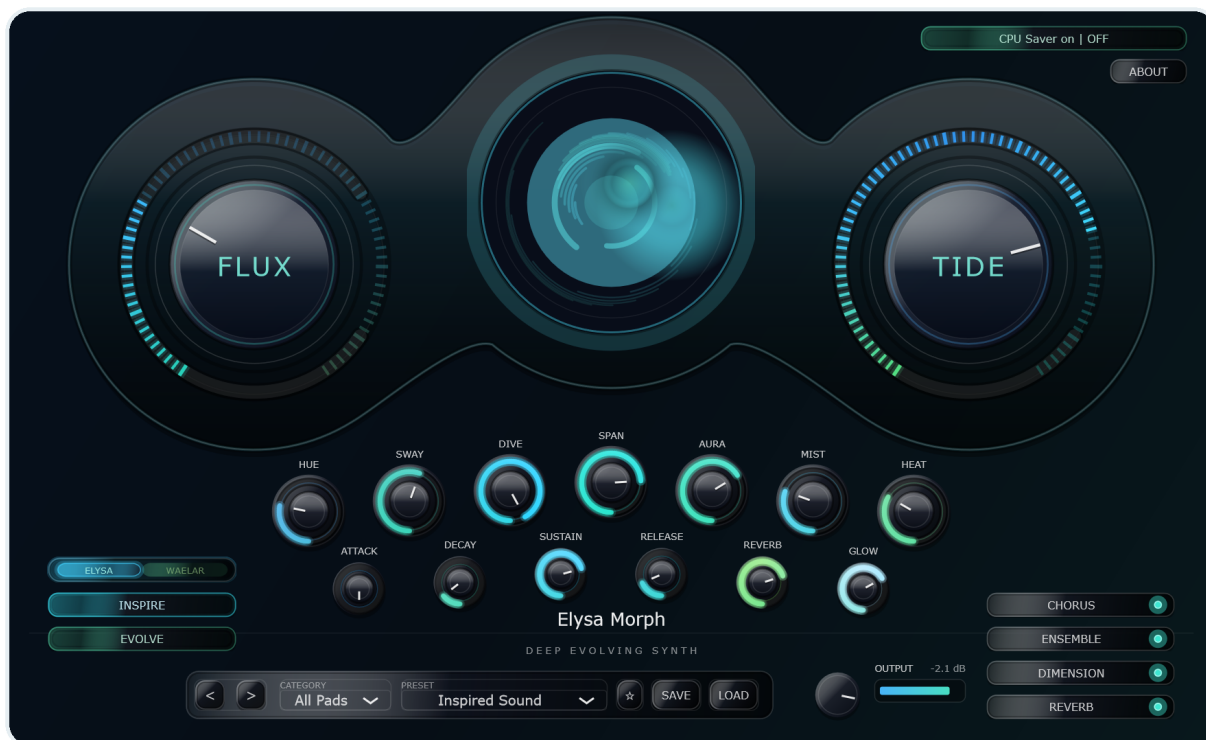 CPU Saver on | OFF
ABOUT
FLUX
TIDE
HUE
SWAY
DIVE
SPAN
AURA
MIST
HEAT
ATTACK
DECAY
SUSTAIN
RELEASE
REVERB
GLOW
ELYSA WAELAR
INSPIRE
EVOLVE
Elysa Morph
DEEP EVOLVING SYNTH
< >
CATEGORY
All Pads
PRESET
Inspired Sound
☆ SAVE LOAD
OUTPUT -2.1 dB
CHORUS
ENSEMBLE
DIMENSION
REVERB